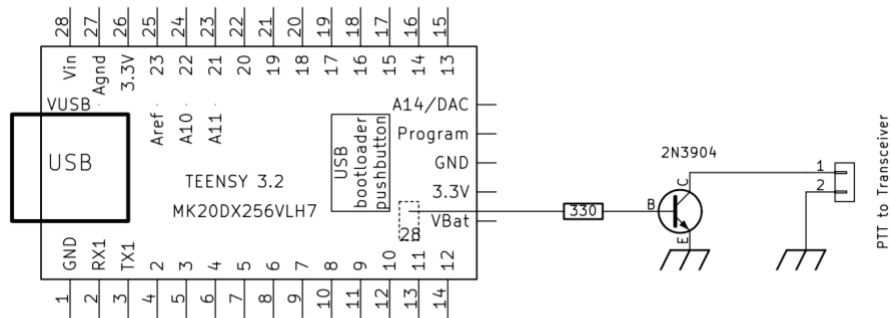 28 27 26 25 24 23 22 21 20 19 18 17 16 15
Vin Agnd 3.3V 23 22 21 20 19 18 17 16 15 14 13
VUSB
Aref A10 A11
A14/DAC
Program
GND
3.3V
VBat
USB
USB
bootloader
pushbutton
TEENSY 3.2
MK20DX256VLH7
28
GND RX1 TX1 2 3 4 5 6 7 8 9 10 11 12
1 2 3 4 5 6 7 8 9 10 11 12 13 14
330
2N3904
B
C
E
1
2
PTT to Transceiver